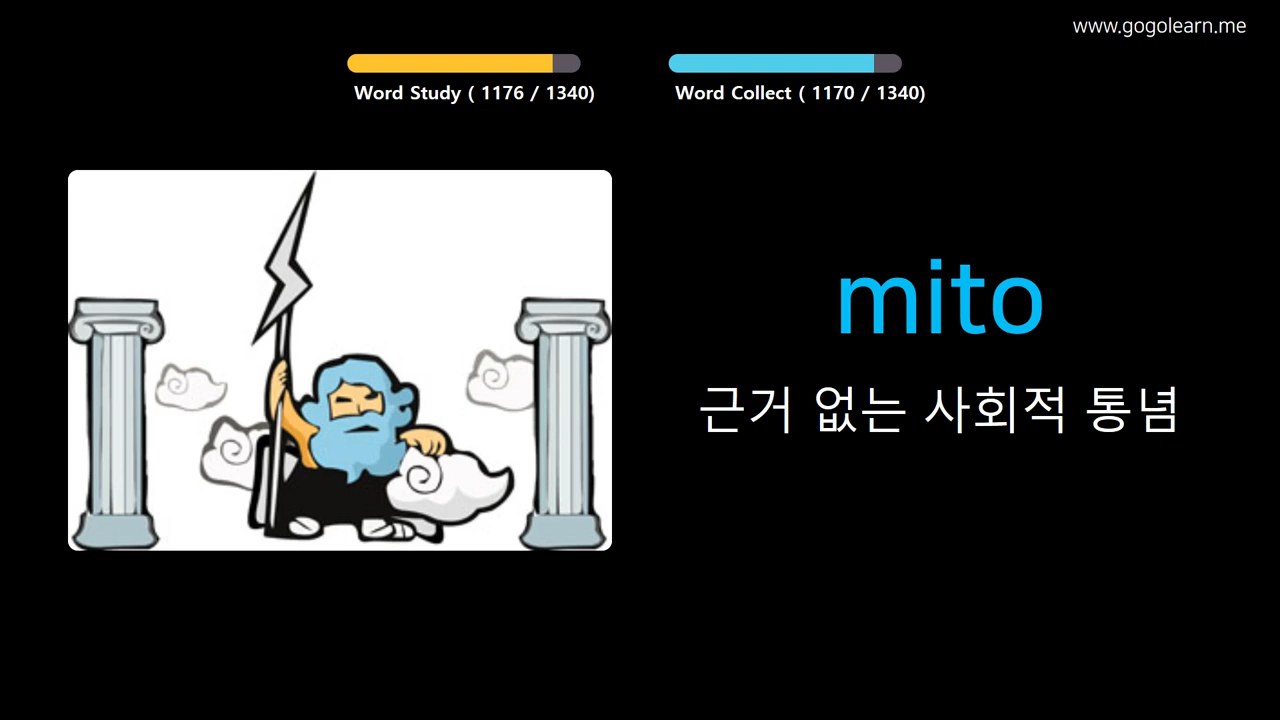 www.gogolearn.me
Word Study ( 1176 / 1340)
Word Collect ( 1170 / 1340)
mito
근거 없는 사회적 통념